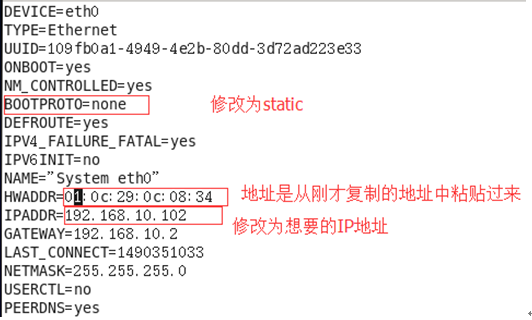 DEVICE=eth0
TYPE=Ethernet
UUID=109fb0a1-4949-4e2b-80dd-3d72ad223e33
ONBOOT=yes
NM_CONTROLLED=yes
BOOTPROTO=none 修改为static
DEFROUTE=yes
IPV4_FAILURE_FATAL=yes
IPV6INIT=no
NAME="System eth0"
HWADDR=01:0c:29:0c:08:34 地址是从刚才复制的地址中粘贴过来
IPADDR=192.168.10.102 修改为想要的IP地址
GATEWAY=192.168.10.2
LAST_CONNECT=1490351033
NETMASK=255.255.255.0
USERCTL=no
PEERDNS=yes